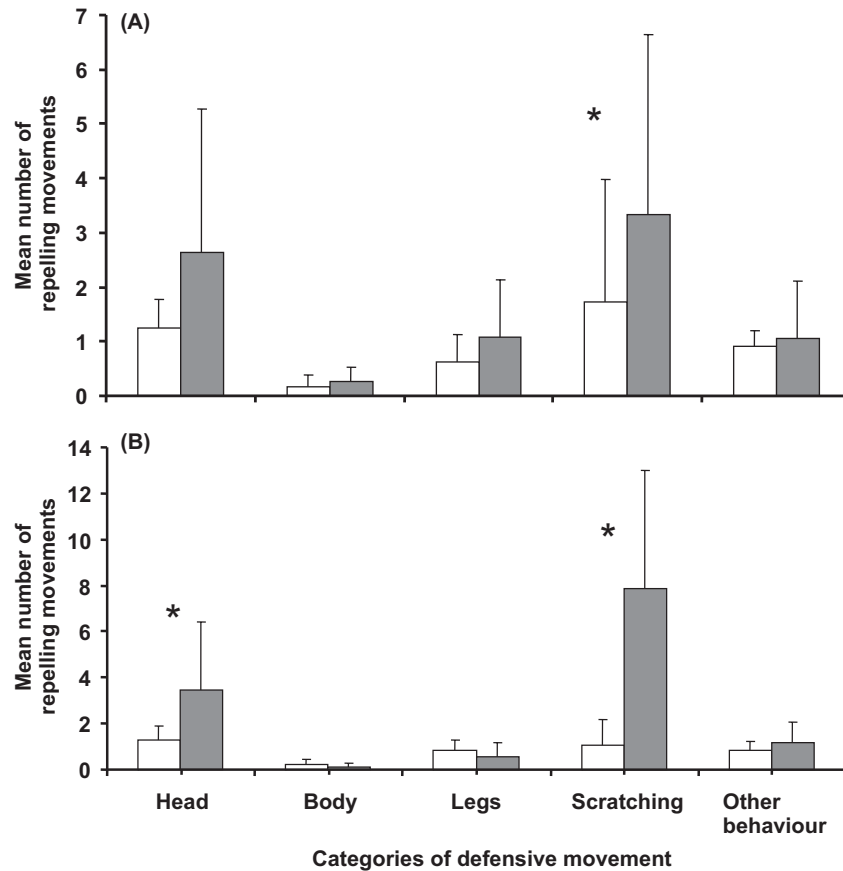 (A)
Mean number of
repelling movements
7
6
5
4
3
2
1
0
*
(B)
Mean number of
repelling movements
14
12
10
8
6
4
2
0
*
*
Head Body Legs Scratching Other
behaviour
Categories of defensive movement